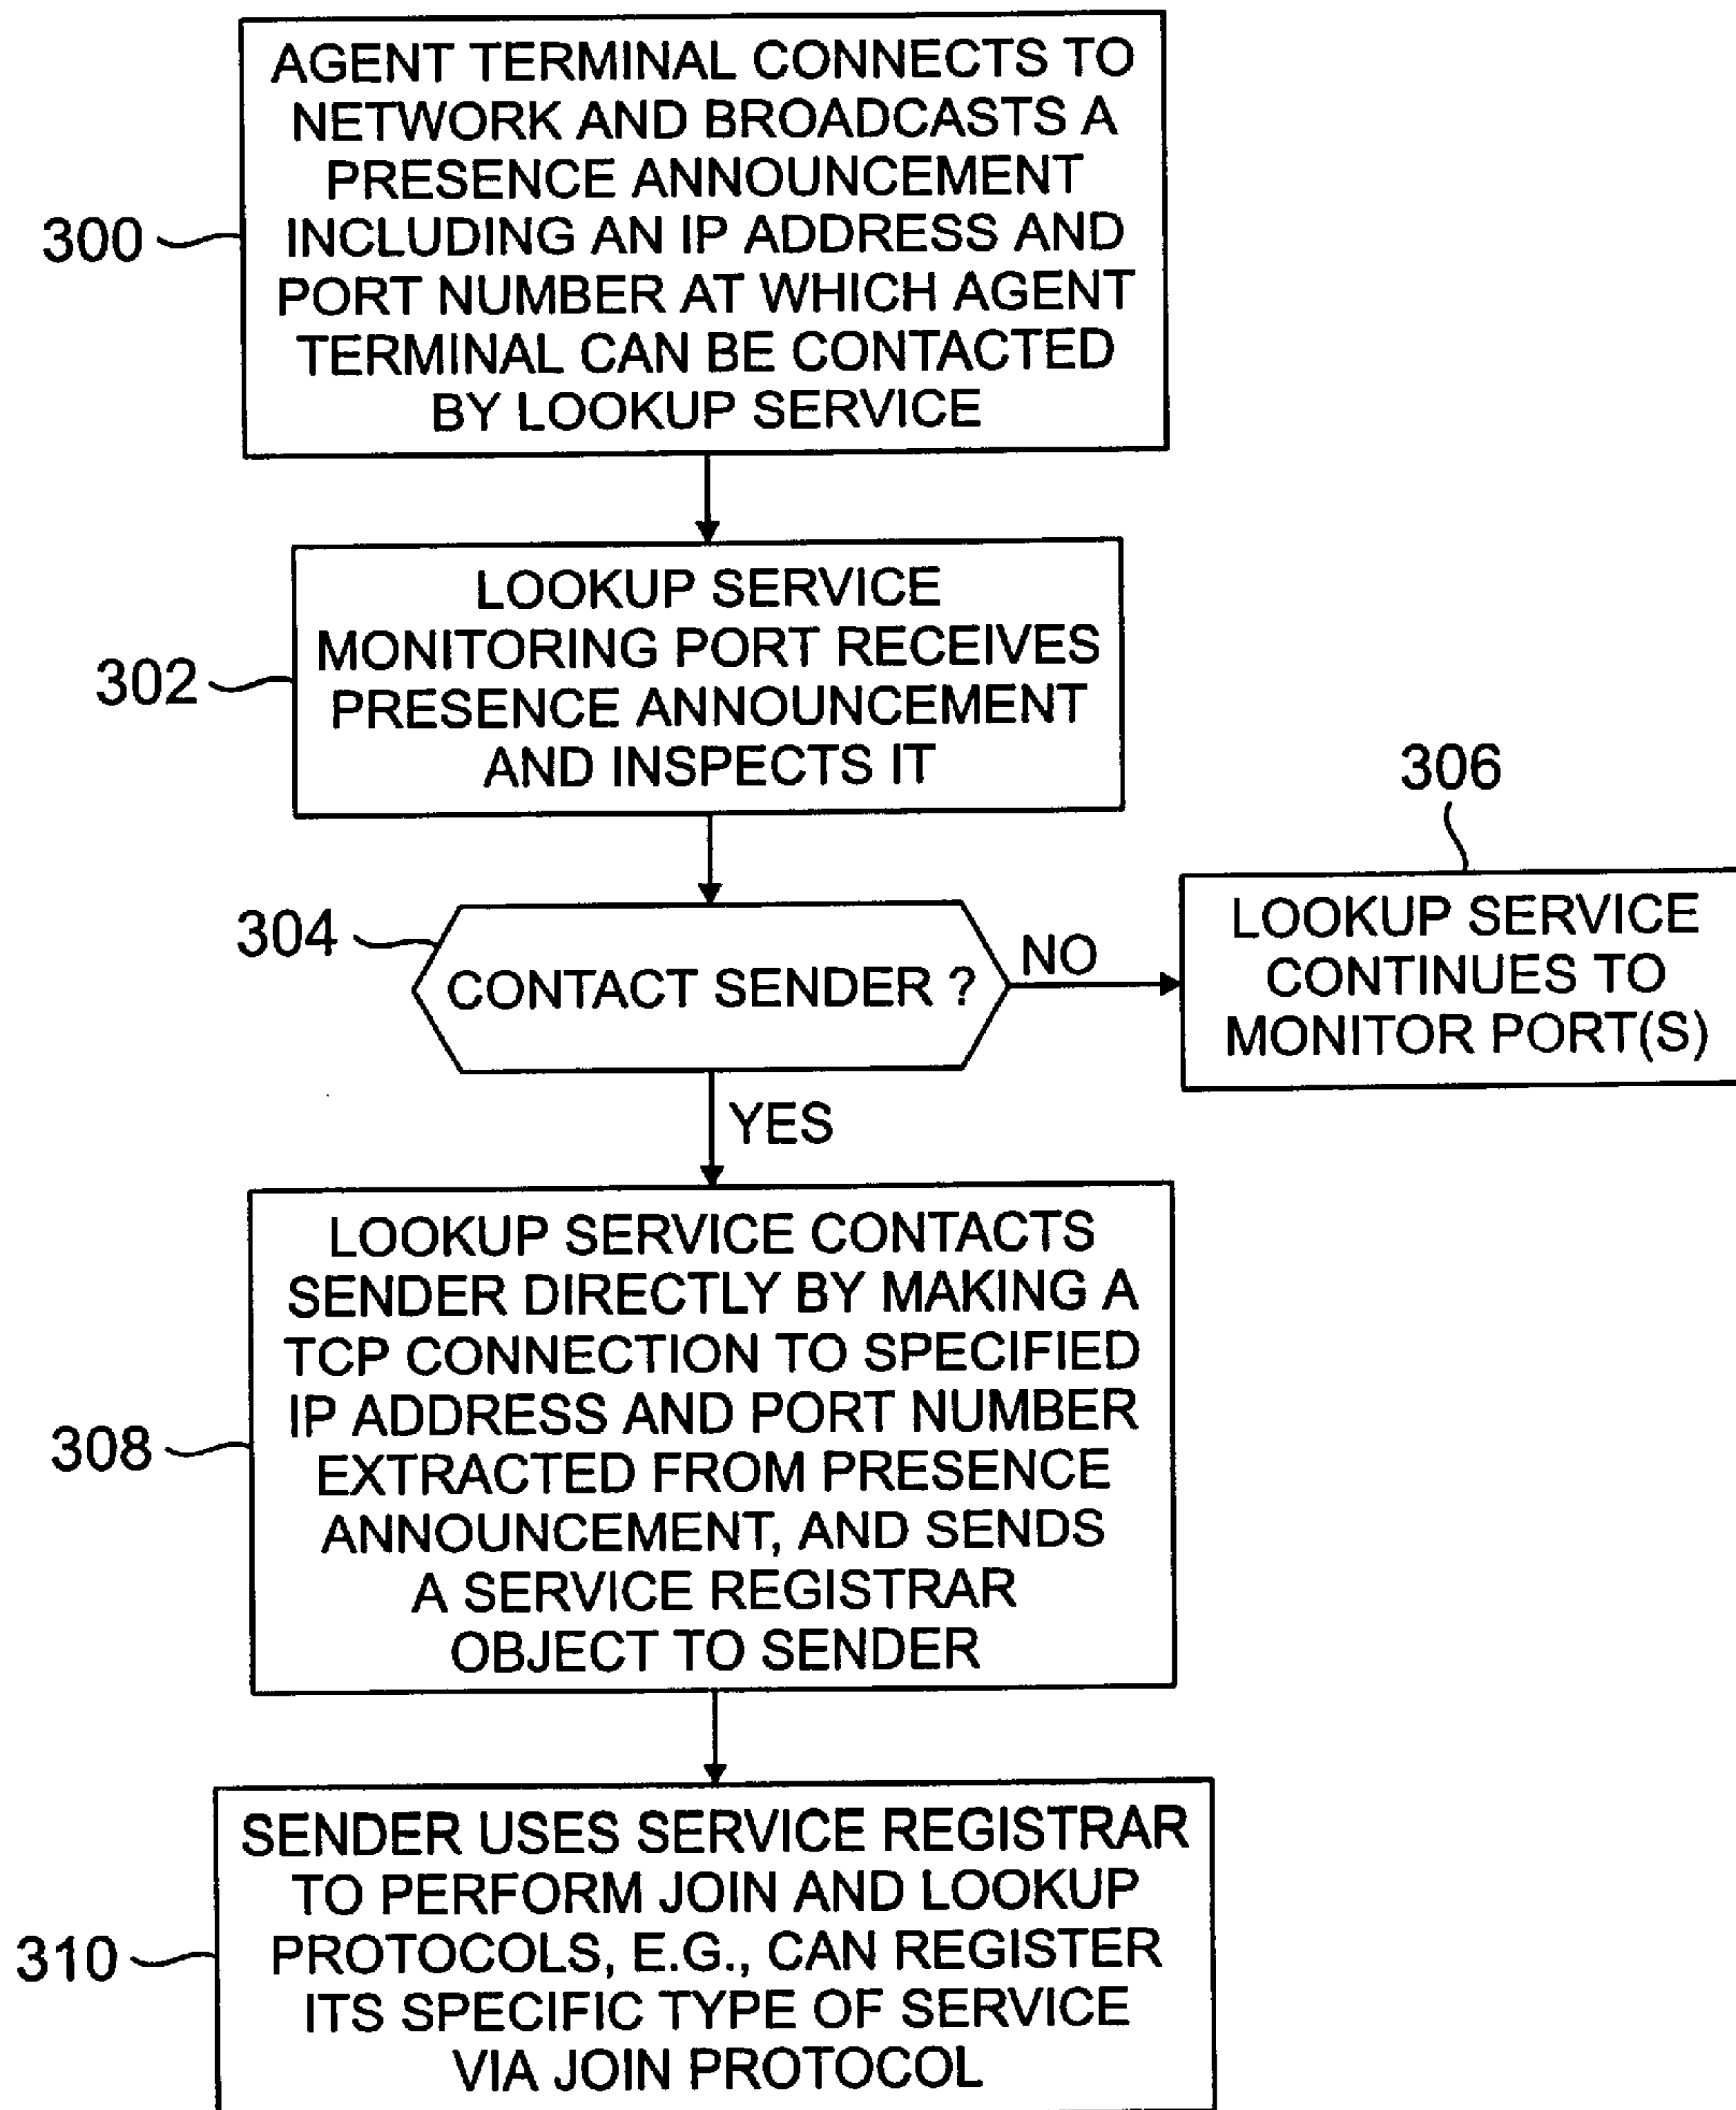 AGENT TERMINAL CONNECTS TO
NETWORK AND BROADCASTS A
PRESENCE ANNOUNCEMENT
INCLUDING AN IP ADDRESS AND
PORT NUMBER AT WHICH AGENT
TERMINAL CAN BE CONTACTED
BY LOOKUP SERVICE
300
LOOKUP SERVICE
MONITORING PORT RECEIVES
PRESENCE ANNOUNCEMENT
AND INSPECTS IT
302
304
CONTACT SENDER ?
NO
306
LOOKUP SERVICE
CONTINUES TO
MONITOR PORT(S)
YES
LOOKUP SERVICE CONTACTS
SENDER DIRECTLY BY MAKING A
TCP CONNECTION TO SPECIFIED
IP ADDRESS AND PORT NUMBER
EXTRACTED FROM PRESENCE
ANNOUNCEMENT, AND SENDS
A SERVICE REGISTRAR
OBJECT TO SENDER
308
SENDER USES SERVICE REGISTRAR
TO PERFORM JOIN AND LOOKUP
PROTOCOLS, E.G., CAN REGISTER
ITS SPECIFIC TYPE OF SERVICE
VIA JOIN PROTOCOL
310